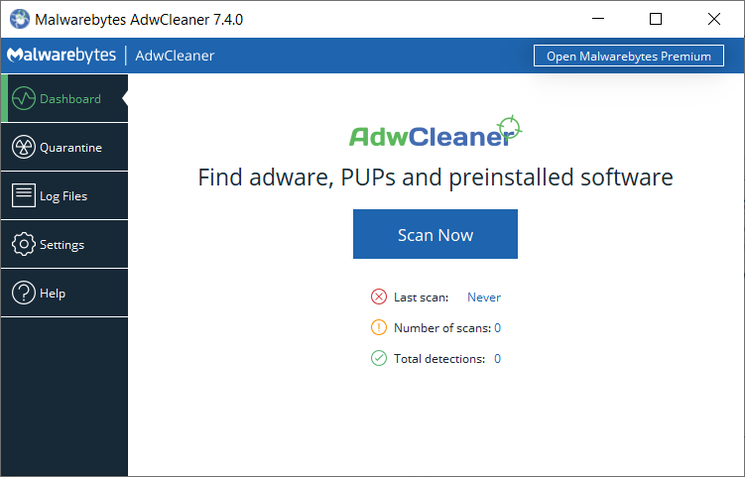 Malwarebytes AdwCleaner 7.4.0
Malwarebytes | AdwCleaner
Open Malwarebytes Premium
Dashboard
Quarantine
Log Files
Settings
Help
AdwCleaner
Find adware, PUPs and preinstalled software
Scan Now
Last scan: Never
Number of scans: 0
Total detections: 0